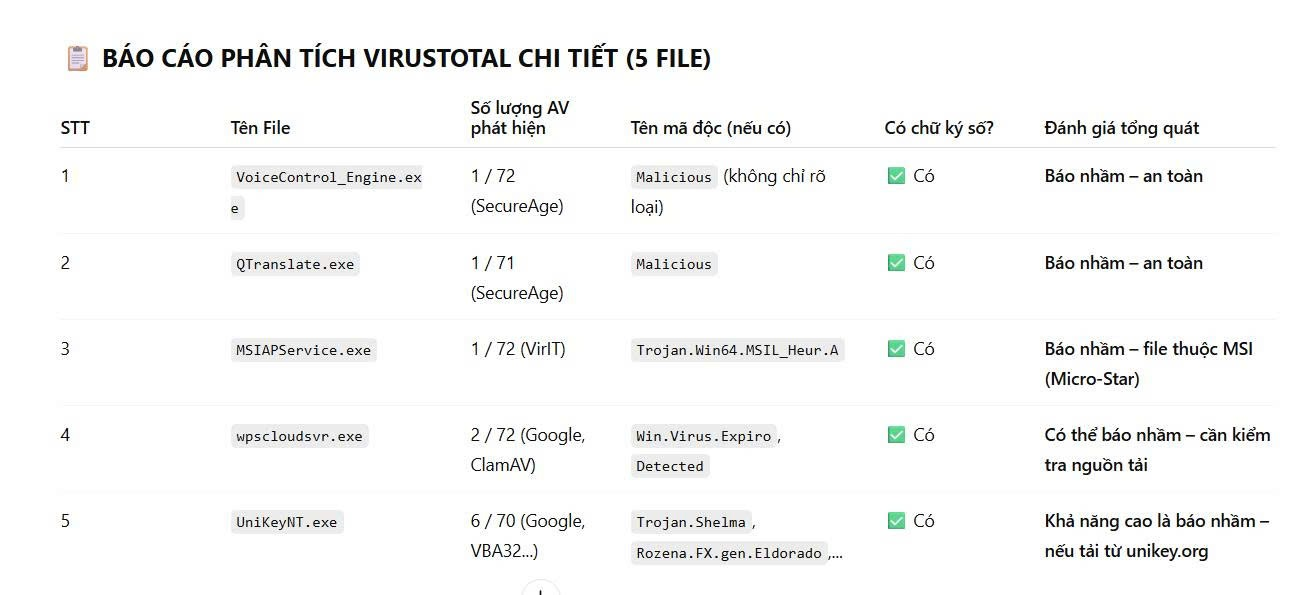 📋 BÁO CÁO PHÂN TÍCH VIRUSTOTAL CHI TIẾT (5 FILE)
STT Tên File Số lượng AV phát hiện Tên mã độc (nếu có) Có chữ ký số? Đánh giá tổng quát
1 VoiceControl_Engine.ex 1 / 72 Malicious (không chỉ rõ ✅ Có Báo nhầm – an toàn
e (SecureAge) loại)
2 QTranslate.exe 1 / 71 Malicious ✅ Có Báo nhầm – an toàn
(SecureAge)
3 MSIAPService.exe 1 / 72 (VirIT) Trojan.Win64.MSIL_Heur.A ✅ Có Báo nhầm – file thuộc MSI
(Micro-Star)
4 wpscloudsvr.exe 2 / 72 (Google, Win.Virus.Expiro, ✅ Có Có thể báo nhầm – cần kiểm
ClamAV) Detected tra nguồn tải
5 UniKeyNT.exe 6 / 70 (Google, Trojan.Shelma, ✅ Có Khả năng cao là báo nhầm –
VBA32...) Rozena.FX.gen.Eldorado,... nếu tải từ unikey.org